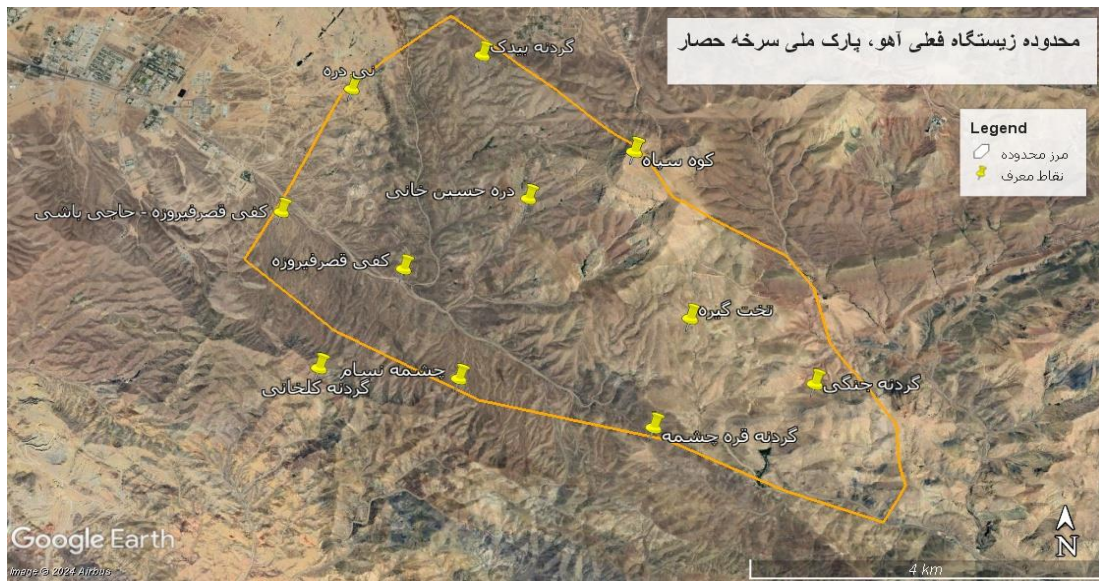 محدوده زیستگاه فعلی آهو، پارک ملی سرخه حصار
Legend
مرز محدوده
نقاط معرف
گردنه بیدک
نی دره
کوه سیاه
دره حسین خانی
کفی قصرفیروزه - حاجی باشی
کفی قصرفیروزه
تخت گیره
چشمه نسام
گردنه کلخانی
گردنه جنگی
گردنه قره چشمه
Google Earth
Image © 2024 Airbus
4 km
N